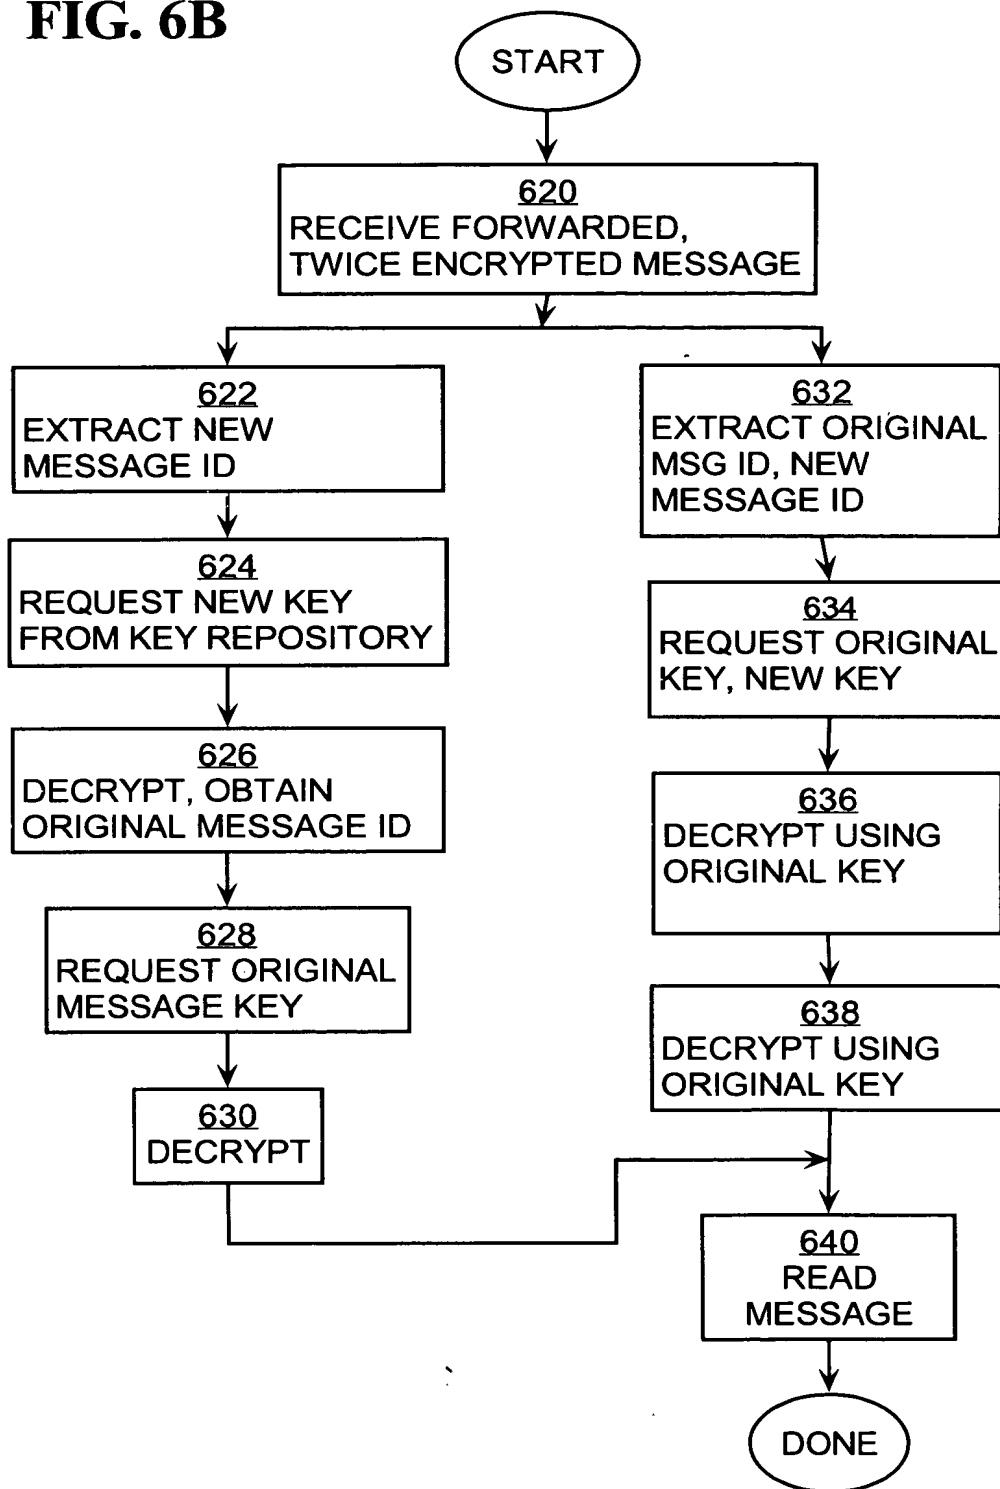 FIG. 6B
START
620
RECEIVE FORWARDED,
TWICE ENCRYPTED MESSAGE
622
EXTRACT NEW
MESSAGE ID
624
REQUEST NEW KEY
FROM KEY REPOSITORY
626
DECRYPT, OBTAIN
ORIGINAL MESSAGE ID
628
REQUEST ORIGINAL
MESSAGE KEY
630
DECRYPT
632
EXTRACT ORIGINAL
MSG ID, NEW
MESSAGE ID
634
REQUEST ORIGINAL
KEY, NEW KEY
636
DECRYPT USING
ORIGINAL KEY
638
DECRYPT USING
ORIGINAL KEY
640
READ
MESSAGE
DONE